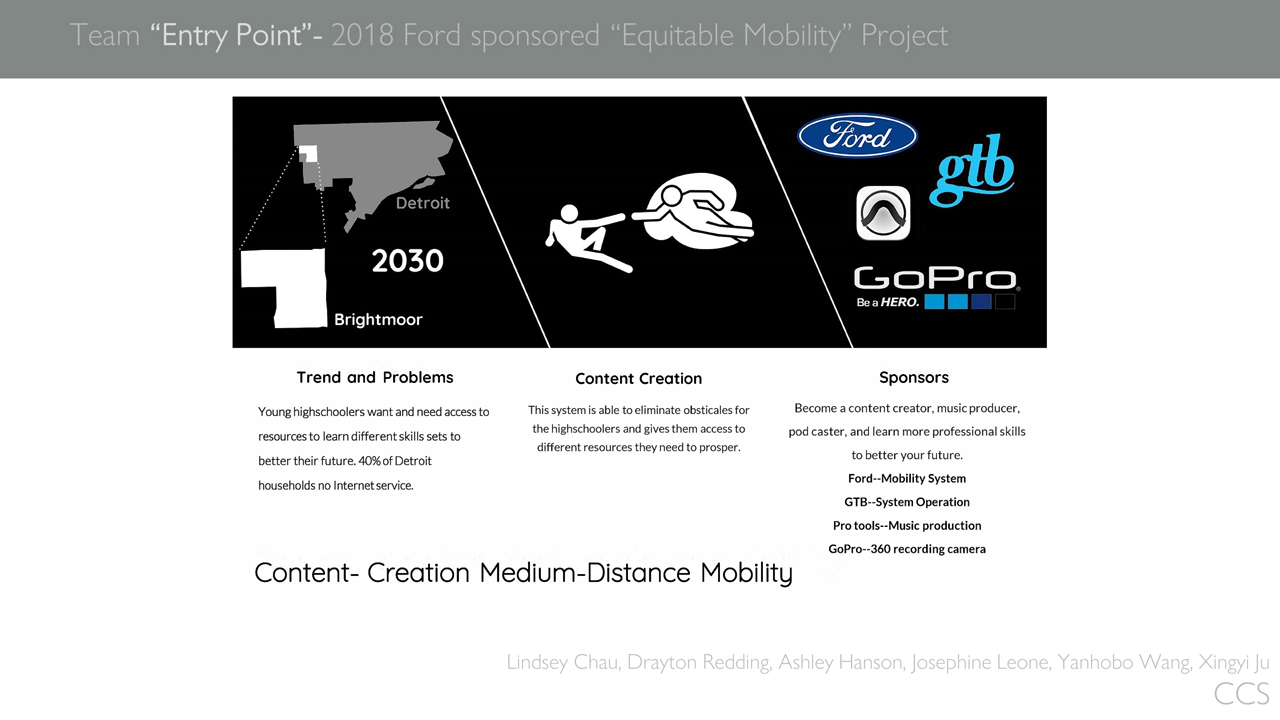 Team “Entry Point”- 2018 Ford sponsored “Equitable Mobility” Project
Detroit
2030
Brightmoor
Ford
gtb
GoPro
Be a HERO.
Trend and Problems
Young highschoolers want and need access to
resources to learn different skills sets to
better their future. 40% of Detroit
households no Internet service.
Content Creation
This system is able to eliminate obsticales for
the highschoolers and gives them access to
different resources they need to prosper.
Sponsors
Become a content creator, music producer,
pod caster, and learn more professional skills
to better your future.
Ford--Mobility System
GTB--System Operation
Pro tools--Music production
GoPro--360 recording camera
Content- Creation Medium-Distance Mobility
Lindsey Chau, Drayton Redding, Ashley Hanson, Josephine Leone, Yanhobo Wang, Xingyi Ju
CCS